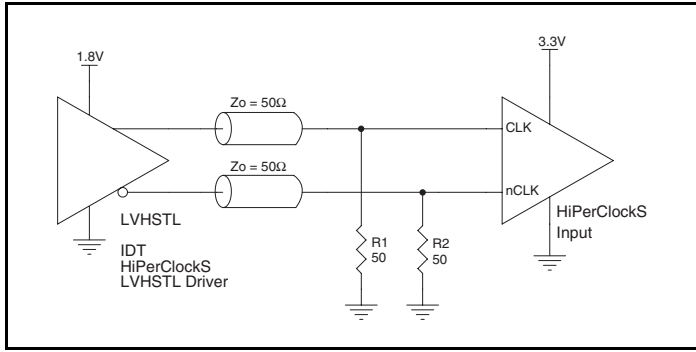 1.8V
3.3V
Zo = 50Ω
CLK
Zo = 50Ω
nCLK
LVHSTL
IDT
HiPerClockS
LVHSTL Driver
R1
50
R2
50
HiPerClockS
Input